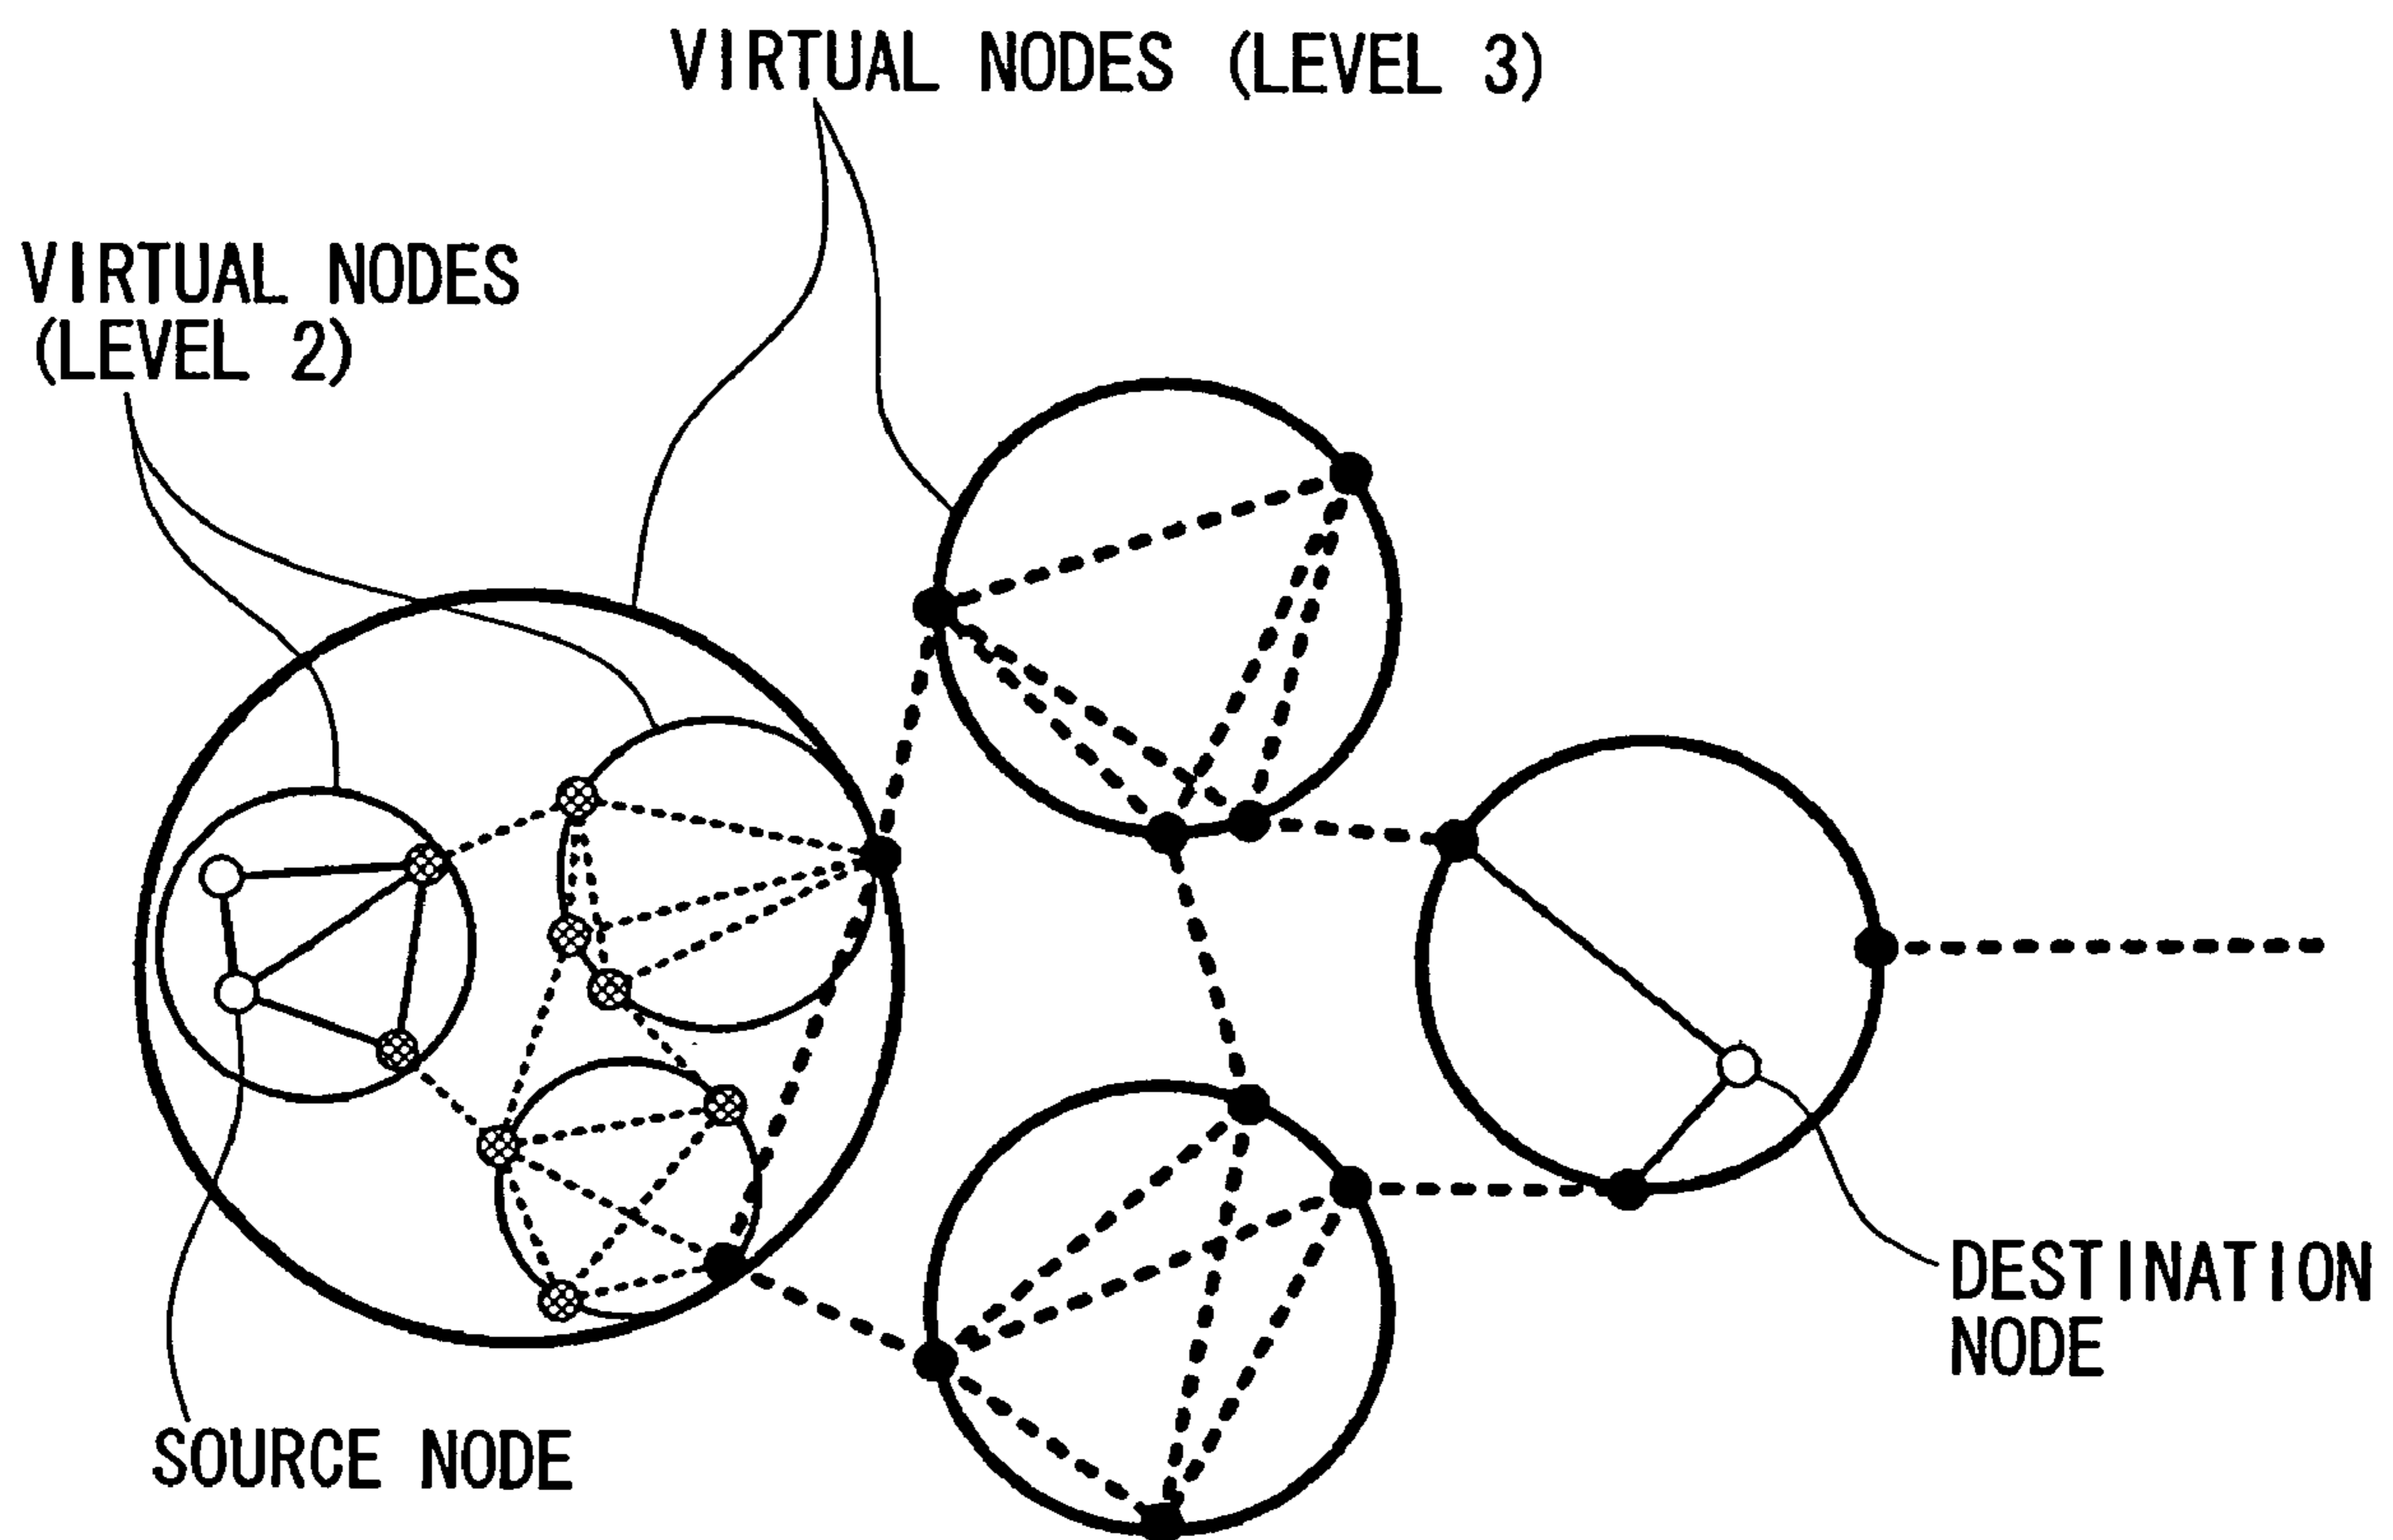 VIRTUAL NODES (LEVEL 3)
VIRTUAL NODES
(LEVEL 2)
DESTINATION
NODE
SOURCE NODE